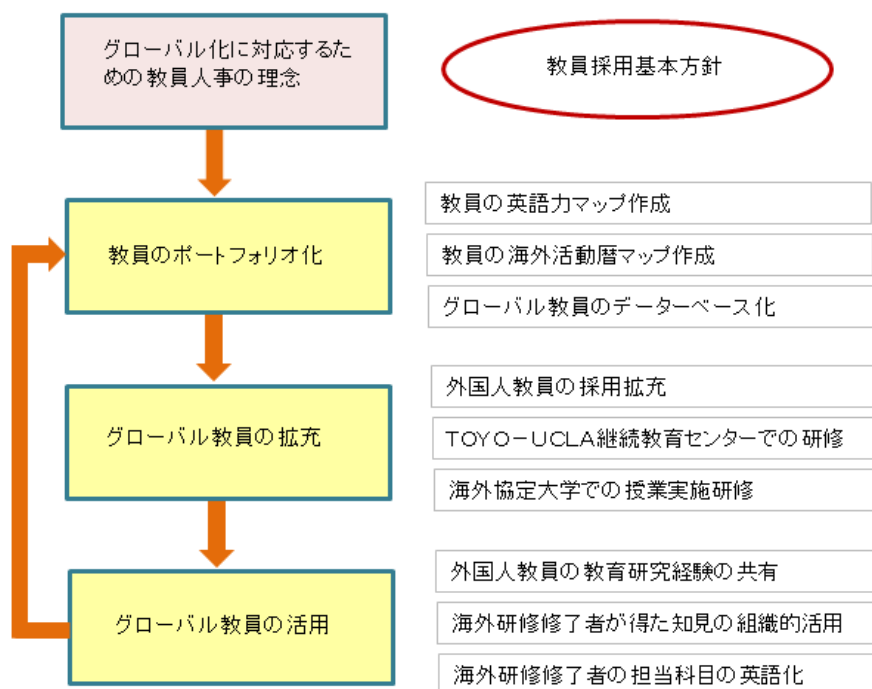 グローバル化に対応するた
めの教員人事の理念
教員採用基本方針
教員のポートフォリオ化
教員の英語力マップ作成
教員の海外活動暦マップ作成
グローバル教員のデーターベース化
グローバル教員の拡充
外国人教員の採用拡充
TOYO-UCLA継続教育センターでの研修
海外協定大学での授業実施研修
グローバル教員の活用
外国人教員の教育研究経験の共有
海外研修修了者が得た知見の組織的活用
海外研修修了者の担当科目の英語化